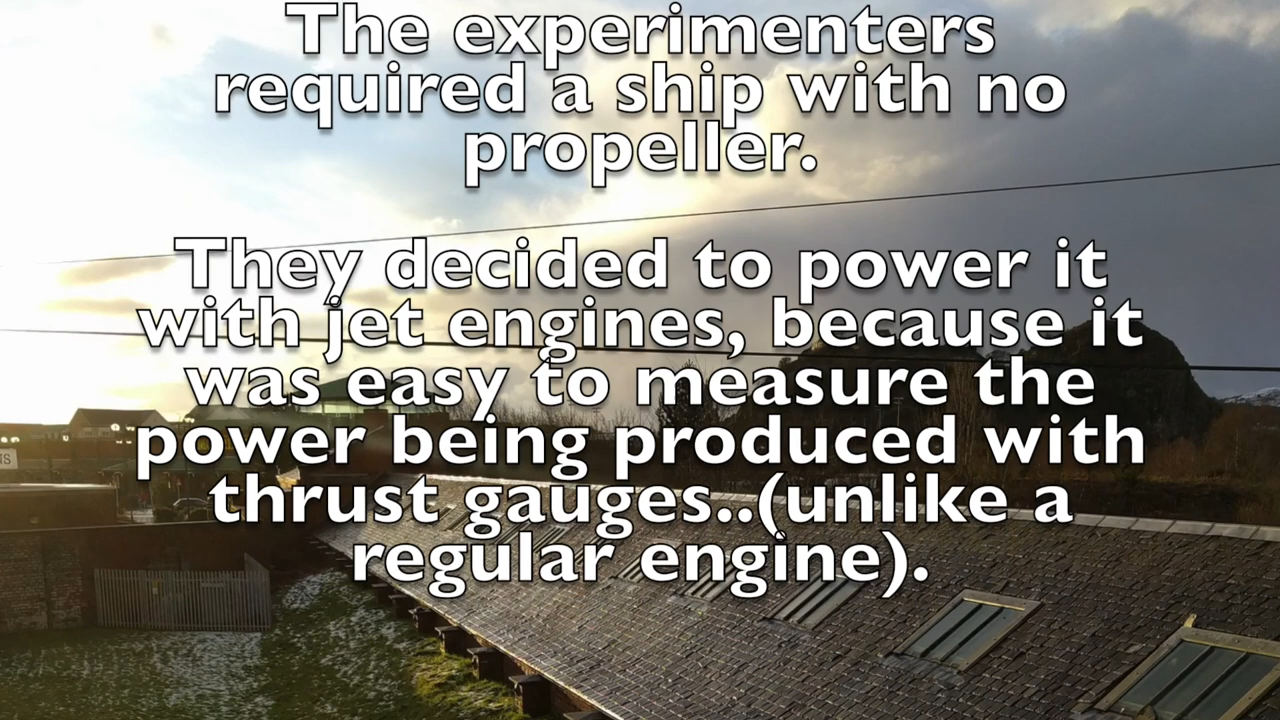 The experimenters
required a ship with no
propeller.
They decided to power it
with jet engines, because it
was easy to measure the
power being produced with
thrust gauges..(unlike a
regular engine).
NS